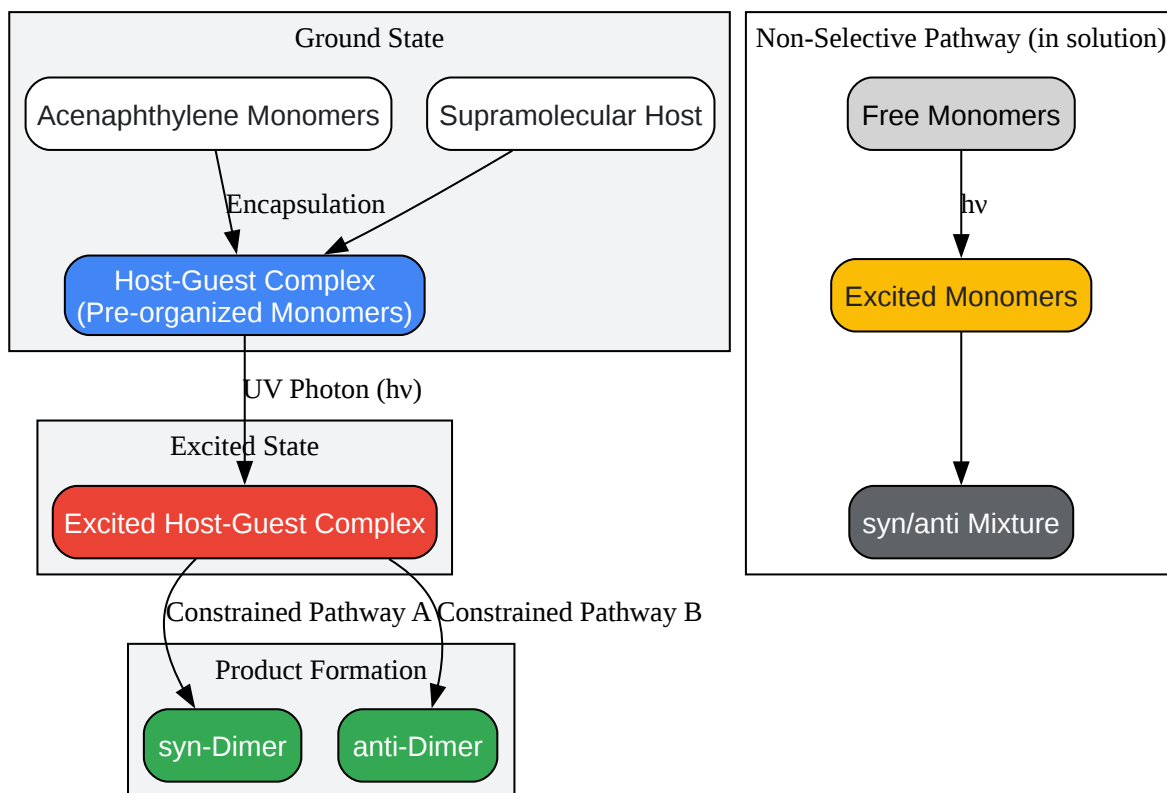 Ground State
Acenaphthylene Monomers
Supramolecular Host
Encapsulation
Host-Guest Complex
(Pre-organized Monomers)
UV Photon (hν)
Excited State
Excited Host-Guest Complex
Constrained Pathway A
Constrained Pathway B
Product Formation
syn-Dimer
anti-Dimer
Non-Selective Pathway (in solution)
Free Monomers
hν
Excited Monomers
syn/anti Mixture